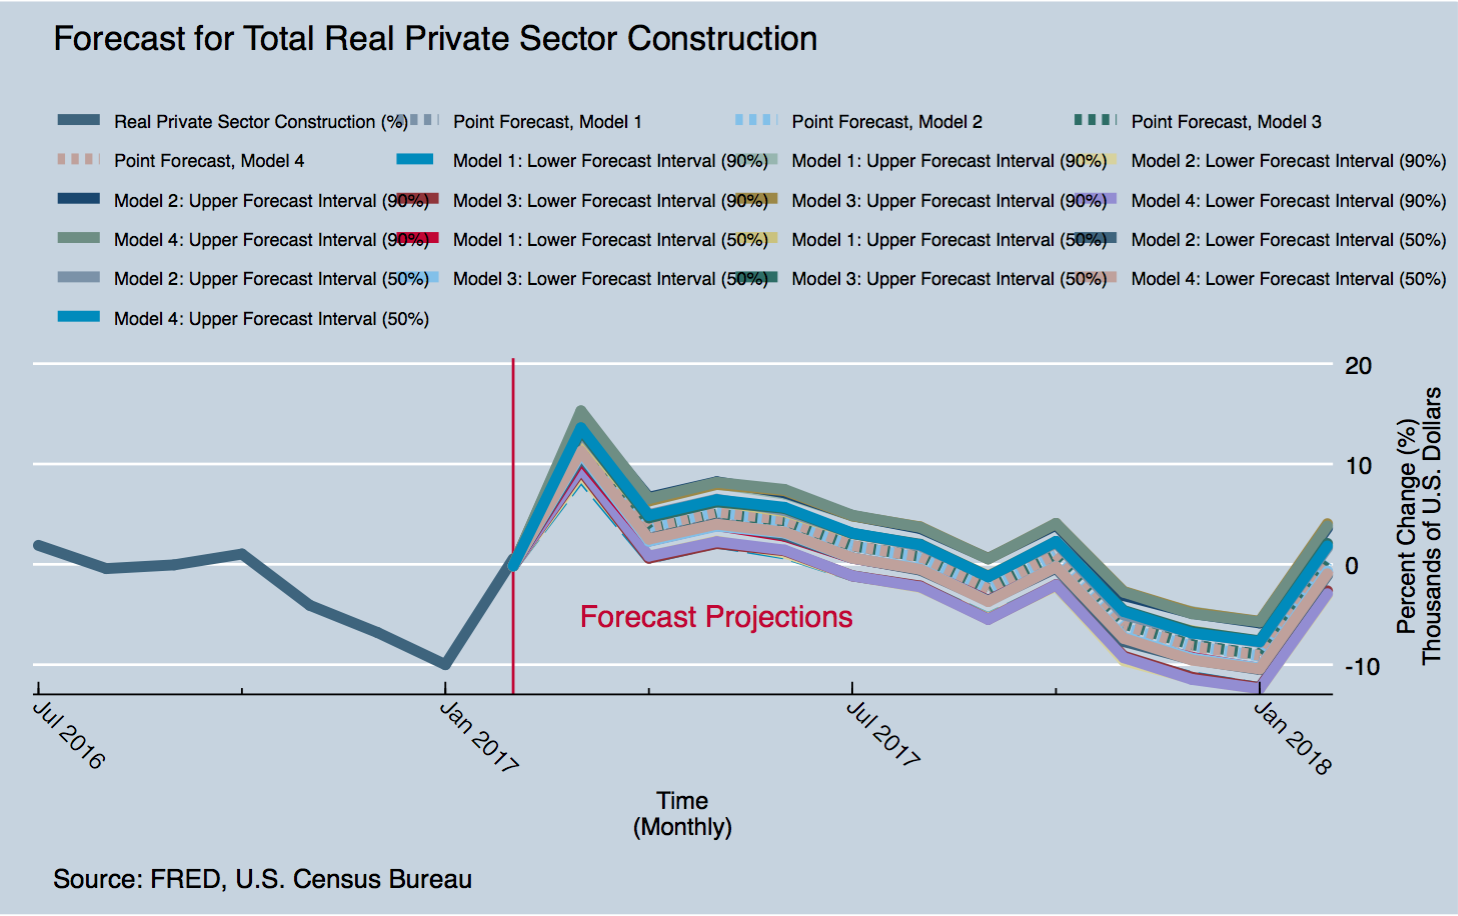 Forecast for Total Real Private Sector Construction
Real Private Sector Construction (%) Point Forecast, Model 1 Point Forecast, Model 2 Point Forecast, Model 3
Point Forecast, Model 4 Model 1: Lower Forecast Interval (90%) Model 1: Upper Forecast Interval (90%) Model 2: Lower Forecast Interval (90%)
Model 2: Upper Forecast Interval (90%) Model 3: Lower Forecast Interval (90%) Model 3: Upper Forecast Interval (90%) Model 4: Lower Forecast Interval (90%)
Model 4: Upper Forecast Interval (90%) Model 1: Lower Forecast Interval (50%) Model 1: Upper Forecast Interval (50%) Model 2: Lower Forecast Interval (50%)
Model 2: Upper Forecast Interval (50%) Model 3: Lower Forecast Interval (50%) Model 3: Upper Forecast Interval (50%) Model 4: Lower Forecast Interval (50%)
Model 4: Upper Forecast Interval (50%)
20
10
0
-10
Percent Change (%)
Thousands of U.S. Dollars
Forecast Projections
Jul 2016 Jan 2017 Jul 2017 Jan 2018
Time
(Monthly)
Source: FRED, U.S. Census Bureau